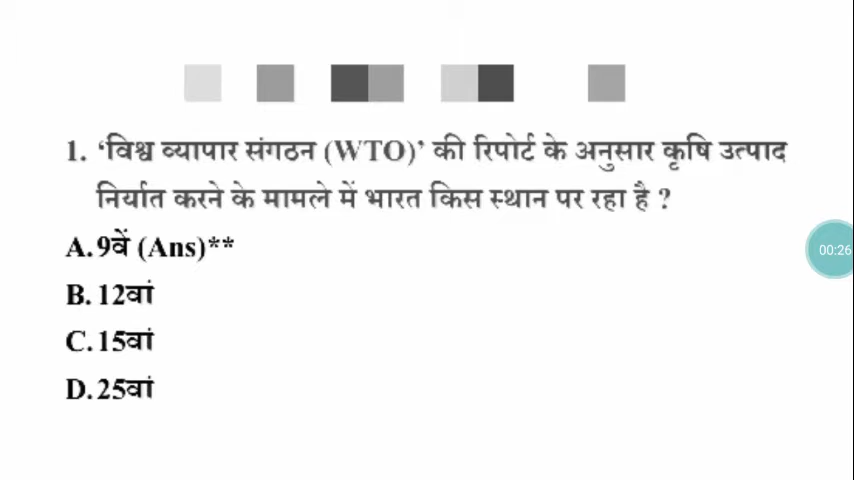 1. ‘विश्व व्यापार संगठन (WTO)’ की रिपोर्ट के अनुसार कृषि उत्पाद
निर्यात करने के मामले में भारत किस स्थान पर रहा है ?
A. 9वें (Ans)**
B. 12वां
C. 15वां
D. 25वां
00:26